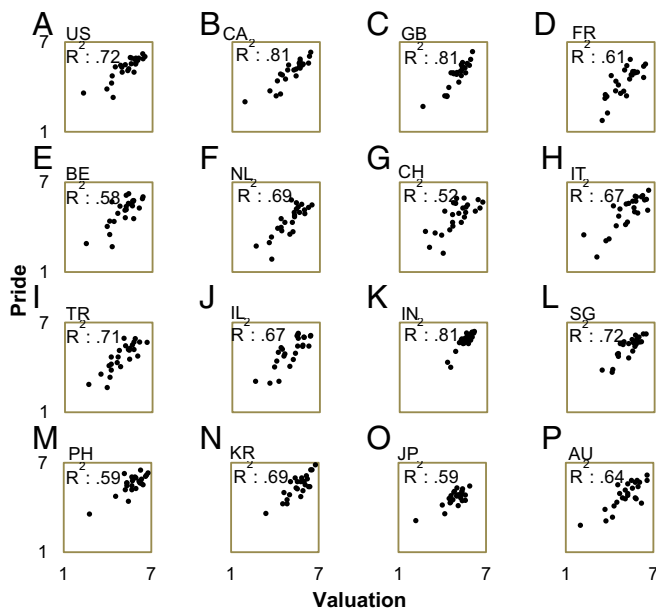 A US
R²: .72
B CA
R²: .81
C GB
R²: .81
D FR
R²: .61
7
1
E BE
R²: .58
F NL
R²: .69
G CH
R²: .52
H IT
R²: .67
7
1
Pride
I TR
R²: .71
J IL
R²: .67
K IN
R²: .81
L SG
R²: .72
7
1
M PH
R²: .59
N KR
R²: .69
O JP
R²: .59
P AU
R²: .64
7
1
1 7 1 7 1 7 1 7
Valuation